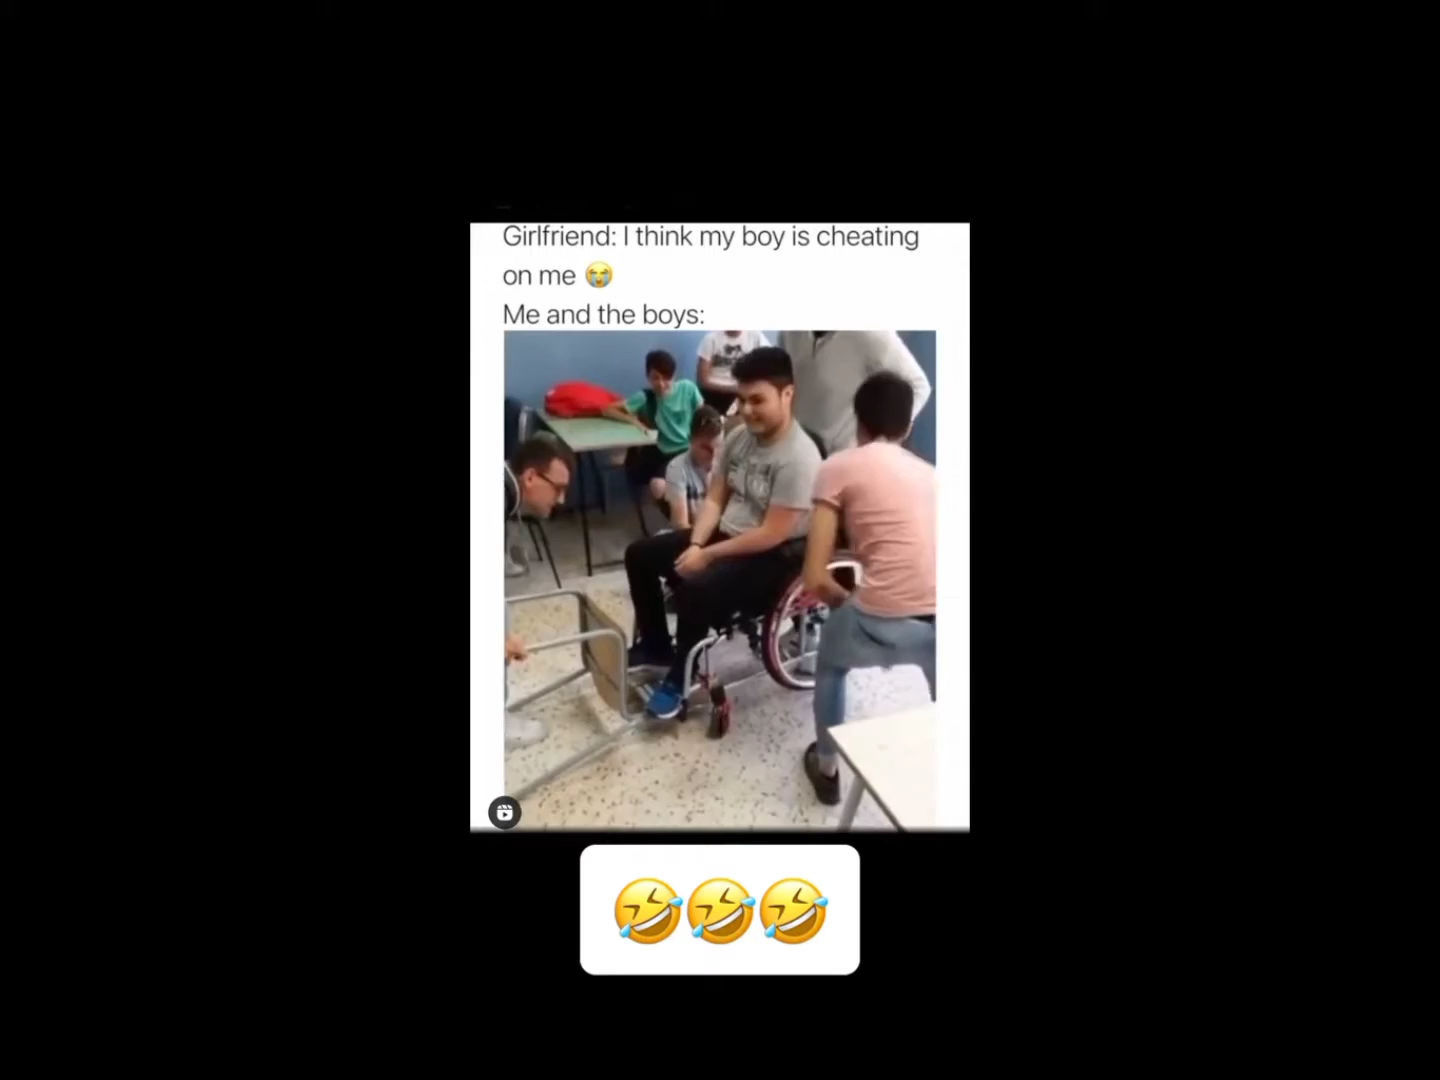 Girlfriend: I think my boy is cheating
on me 😭
Me and the boys:
🤣🤣🤣